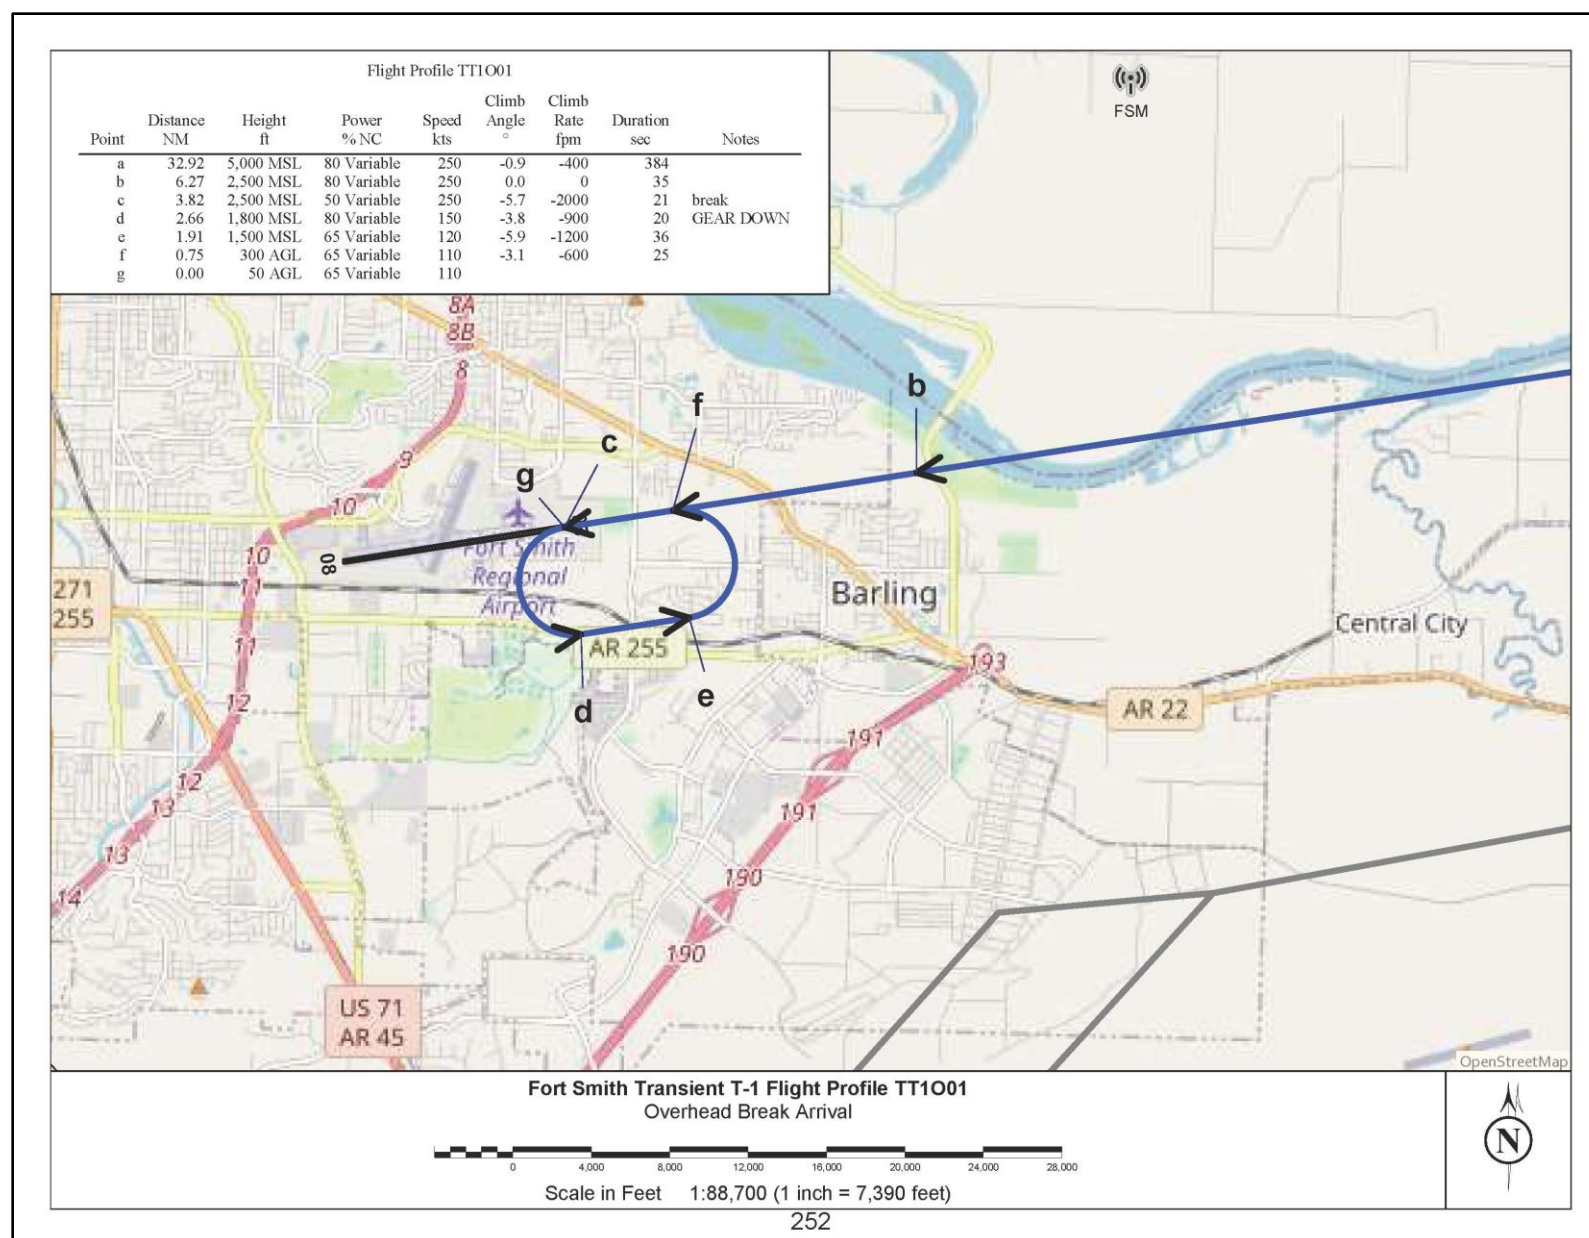 Flight Profile TT1O01
Climb Climb
Distance Height Power Speed Angle Rate Duration
Point NM ft % NC kts ° fpm sec Notes
a 32.92 5,000 MSL 80 Variable 250 -0.9 -400 384
b 6.27 2,500 MSL 80 Variable 250 0.0 0 35
c 3.82 2,500 MSL 50 Variable 250 -5.7 -2000 21 break
d 2.66 1,800 MSL 80 Variable 150 -3.8 -900 20 GEAR DOWN
e 1.91 1,500 MSL 65 Variable 120 -5.9 -1200 36
f 0.75 300 AGL 65 Variable 110 -3.1 -600 25
g 0.00 50 AGL 65 Variable 110
FSM
8A
8B
8
b
f
c
9
g
10
08
10
Fort Smith
Regional
Airport
11
271
255
Barling
Central City
11
AR 255
193
12
d
e
AR 22
191
12
13
191
13
190
14
190
US 71
AR 45
OpenStreetMap
Fort Smith Transient T-1 Flight Profile TT1O01
Overhead Break Arrival
0 4,000 8,000 12,000 16,000 20,000 24,000 28,000
Scale in Feet 1:88,700 (1 inch = 7,390 feet)
N
252